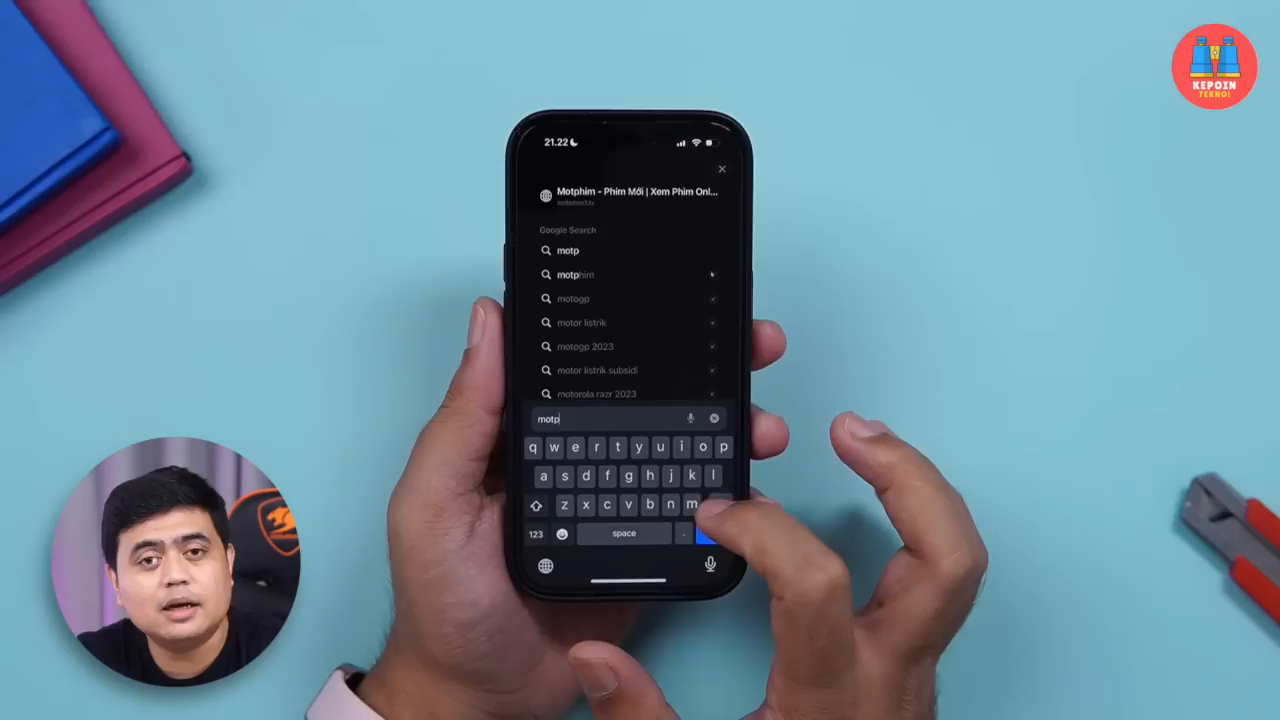 KEPOIN
TEKNO!
21.22
Motphim - Phim Mới | Xem Phim Onl...
Google Search
motp
motphim
motogp
motor listrik
motogp 2023
motor listrik subsidi
motorola razr 2023
motp
q w e r t y u i o p
a s d f g h j k l
z x c v b n m
123 space .